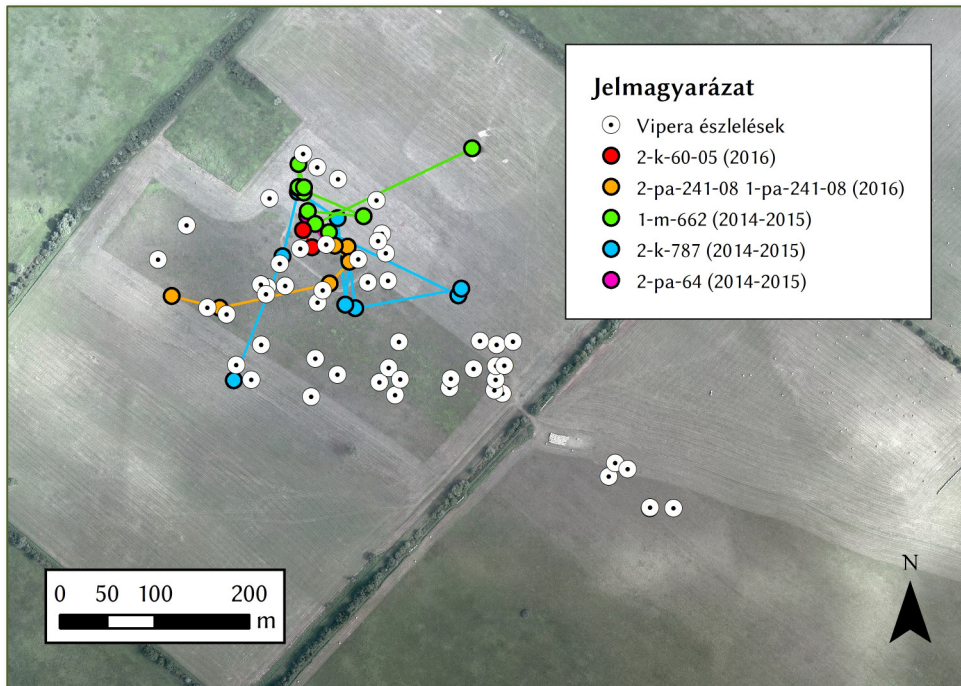 Jelmagyarázat
Vipera észlelések
2-k-60-05 (2016)
2-pa-241-08 1-pa-241-08 (2016)
1-m-662 (2014-2015)
2-k-787 (2014-2015)
2-pa-64 (2014-2015)
N
0 50 100 200
m